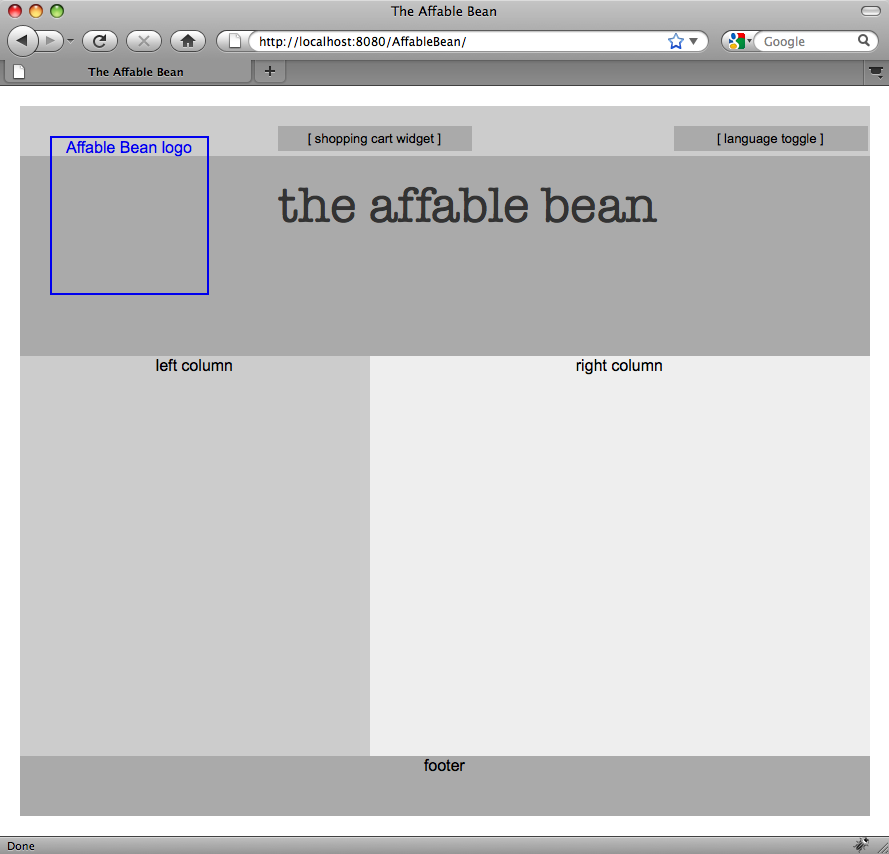 The Affable Bean
http://localhost:8080/AffableBean/
Google
The Affable Bean
[ shopping cart widget ]
[ language toggle ]
Affable Bean logo
the affable bean
left column
right column
footer
Done